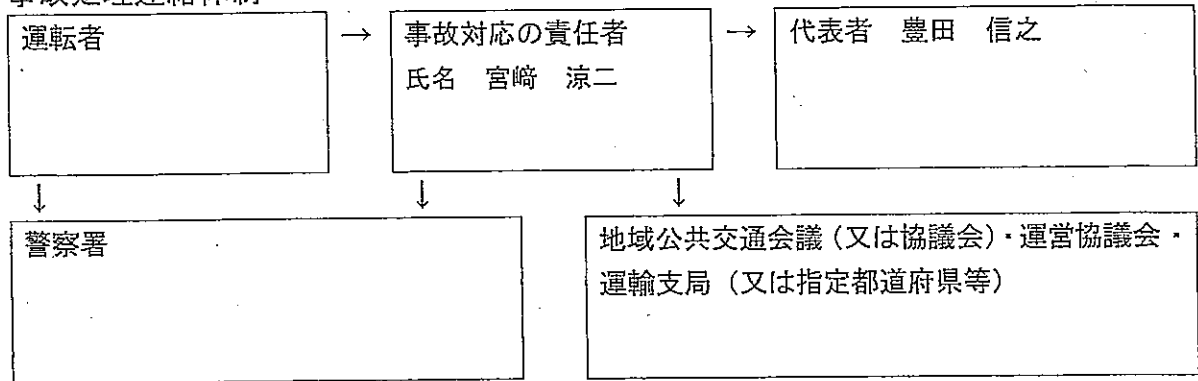 事故処理連絡体制
運転者
→
事故対応の責任者
氏名　宮﨑　涼二
→
代表者　豊田　信之
↓
↓
↓
警察署
地域公共交通会議（又は協議会）・運営協議会・
運輸支局（又は指定都道府県等）